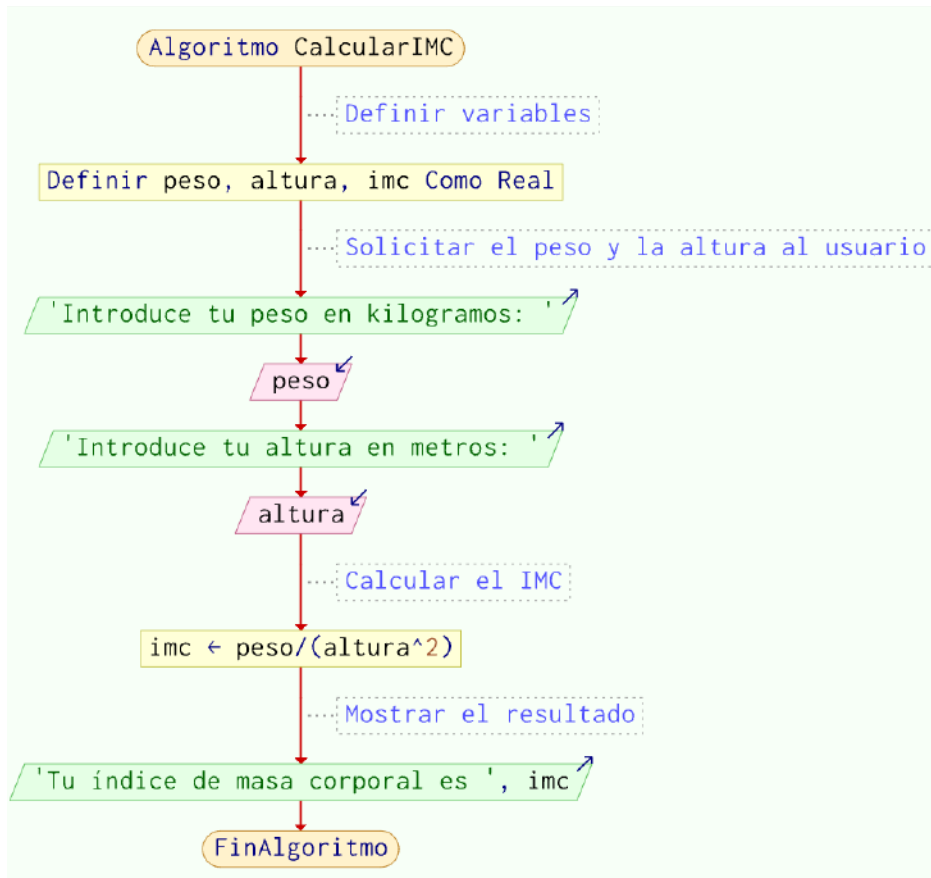 Algoritmo CalcularIMC
Definir variables
Definir peso, altura, imc Como Real
Solicitar el peso y la altura al usuario
'Introduce tu peso en kilogramos: '
peso
'Introduce tu altura en metros: '
altura
Calcular el IMC
imc ← peso/(altura^2)
Mostrar el resultado
'Tu índice de masa corporal es ', imc
FinAlgoritmo